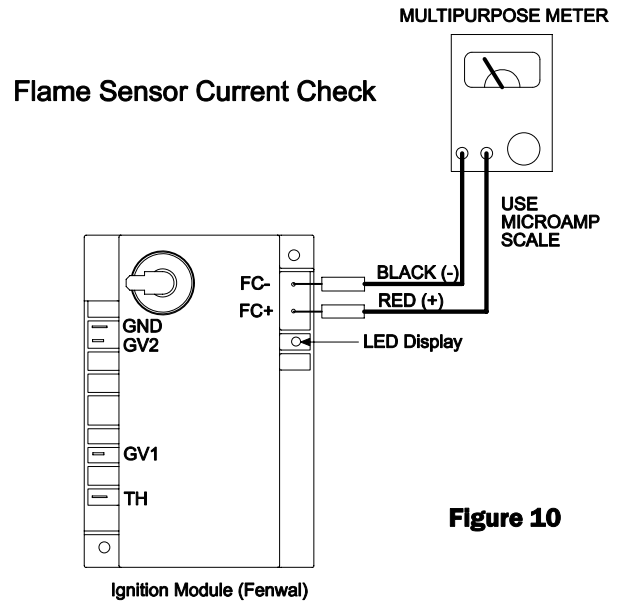 MULTIPURPOSE METER
Flame Sensor Current Check
USE
MICROAMP
SCALE
BLACK (-)
FC-
RED (+)
FC+
GND
GV2
LED Display
GV1
TH
Figure 10
Ignition Module (Fenwal)